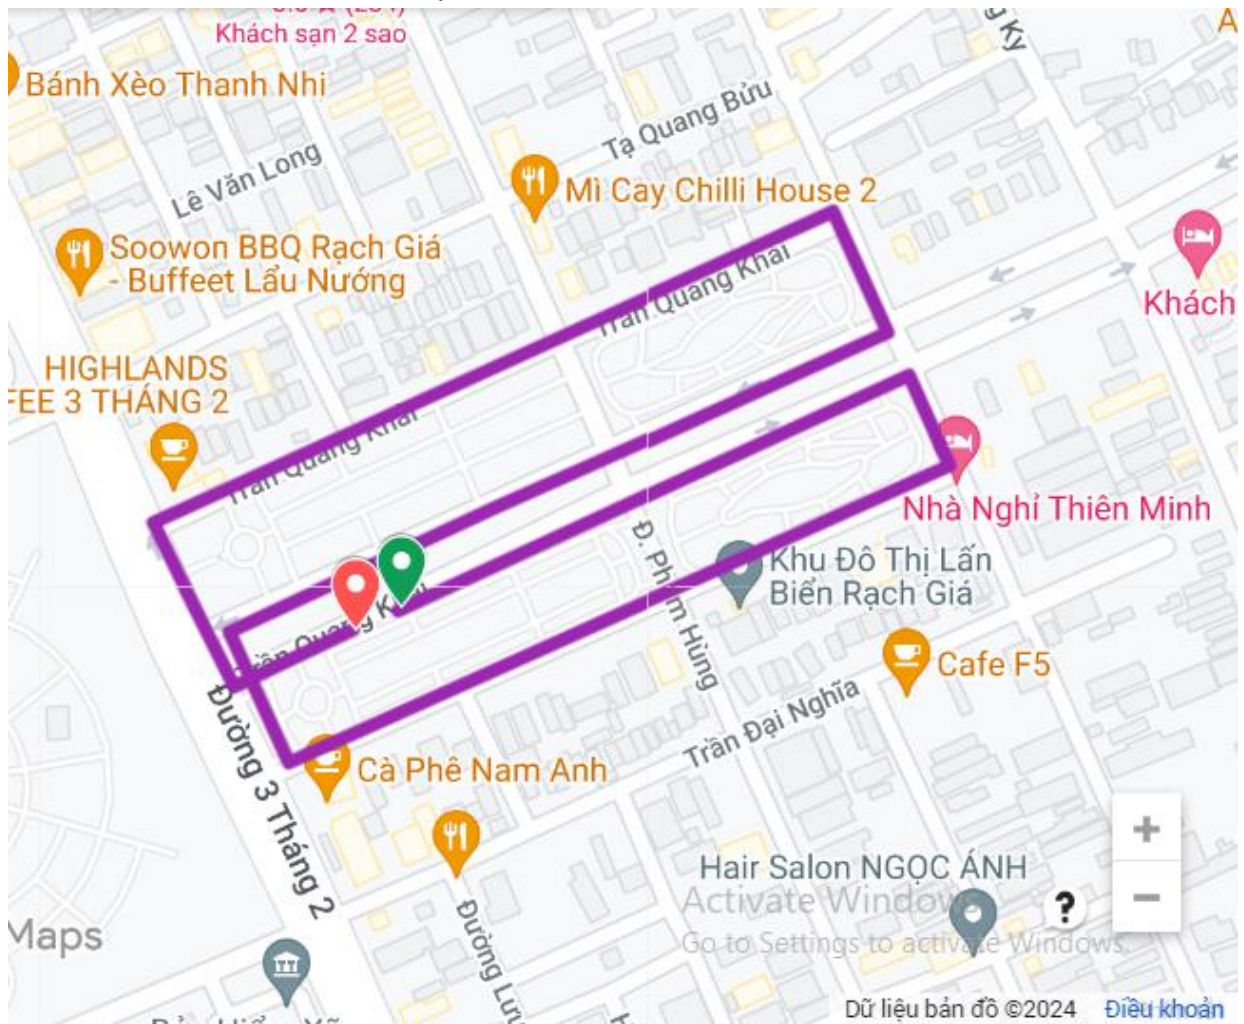 Khách sạn 2 sao
Bánh Xèo Thanh Nhi
Tạ Quang Bửu
Lê Văn Long
Mì Cay Chilli House 2
Soowon BBQ Rạch Giá
- Buffeet Lẩu Nướng
Trần Quang Khải
Khách
HIGHLANDS
FEE 3 THÁNG 2
Trần Quang Khải
Nhà Nghỉ Thiên Minh
Đ. Phạm Hùng
Khu Đô Thị Lấn
Biển Rạch Giá
Trần Quang Khải
Cafe F5
Đường 3 Tháng 2
Trần Đại Nghĩa
Cà Phê Nam Anh
Hair Salon NGỌC ÁNH
Activate Windows
Go to Settings to activate Windows.
Maps
Đường Lưu
+
?
−
Dữ liệu bản đồ ©2024 Điều khoản